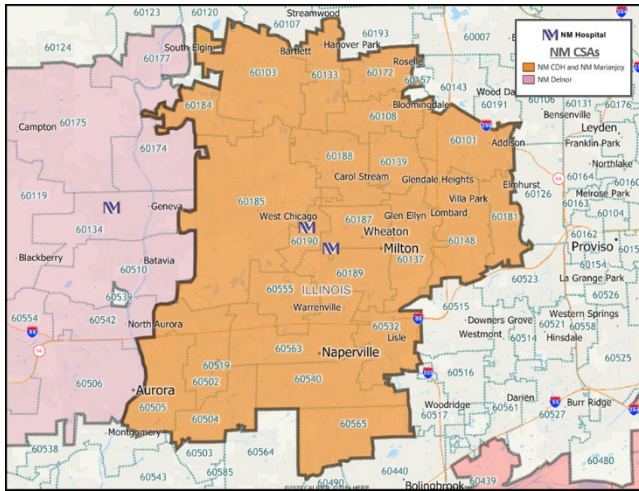 60123
60120
Streamwood
60193
60107
60007
60124
South Elgin
60177
Hanover Park
Bartlett
Roselle
60103
60133
60172
60157
60143
Wood Da
60106
60131
60176
60191
Bensenville
60184
Bloomingdale
60175
Campton
60108
60101
Addison
Leyden
Franklin Park
60174
60188
60139
Northlake
Carol Stream
Glendale Heights
60164
60160
Elmhurst
60126
Melrose Park
60119
60185
Villa Park
60163
60104
Geneva
West Chicago
60187
Glen Ellyn
Lombard
60181
60134
60190
Wheaton
60162
Proviso
Milton
60148
60154
Blackberry
Batavia
60137
60510
60189
60523
La Grange Park
60526
60539
60555
ILLINOIS
60515
Western Springs
60554
60542
North Aurora
Warrenville
60532
Downers Grove
60521
60558
Lisle
Westmont
60514
Hinsdale
60563
Naperville
60525
60519
60506
60502
60540
60516
Aurora
Woodridge
Darien
60505
60561
Burr Ridge
60517
60527
60504
60565
Montgomery
60538
60503
60564
60480
60543
60585
60440
60490
60439
Bolingbrook
NM Hospital
NM CSAs
NM CDH and NM Marianjoy
NM Delnor